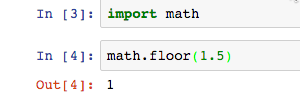 In [3]: import math
In [4]: math.floor(1.5)
Out[4]: 1